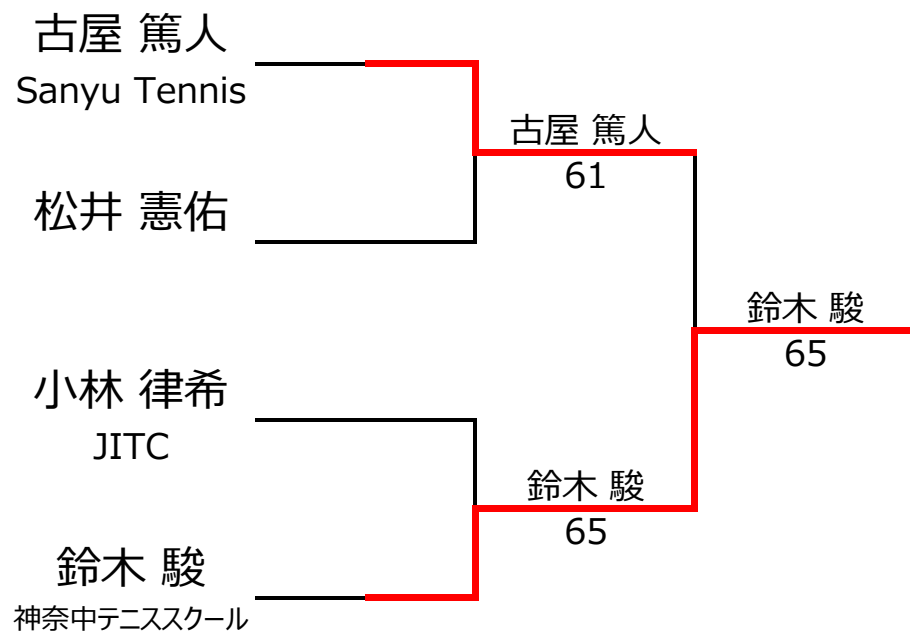 古屋 篤人
Sanyu Tennis
古屋 篤人
61
松井 憲佑
鈴木 駿
65
小林 律希
JITC
鈴木 駿
65
鈴木 駿
神奈中テニススクール